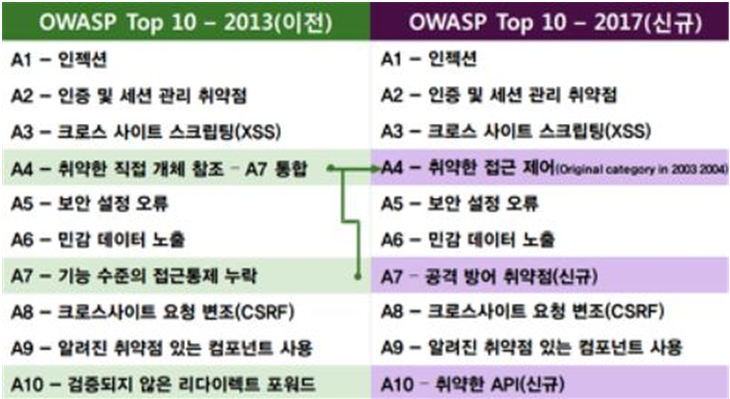 OWASP Top 10 – 2013(이전)
OWASP Top 10 – 2017(신규)
A1 – 인젝션
A1 – 인젝션
A2 – 인증 및 세션 관리 취약점
A2 – 인증 및 세션 관리 취약점
A3 – 크로스 사이트 스크립팅(XSS)
A3 – 크로스 사이트 스크립팅(XSS)
A4 – 취약한 직접 개체 참조 – A7 통합
A4 – 취약한 접근 제어(Original category in 2003 2004)
A5 – 보안 설정 오류
A5 – 보안 설정 오류
A6 – 민감 데이터 노출
A6 – 민감 데이터 노출
A7 – 기능 수준의 접근통제 누락
A7 – 공격 방어 취약점(신규)
A8 – 크로스사이트 요청 변조(CSRF)
A8 – 크로스사이트 요청 변조(CSRF)
A9 – 알려진 취약점 있는 컴포넌트 사용
A9 – 알려진 취약점 있는 컴포넌트 사용
A10 – 검증되지 않은 리다이렉트 포워드
A10 – 취약한 API(신규)